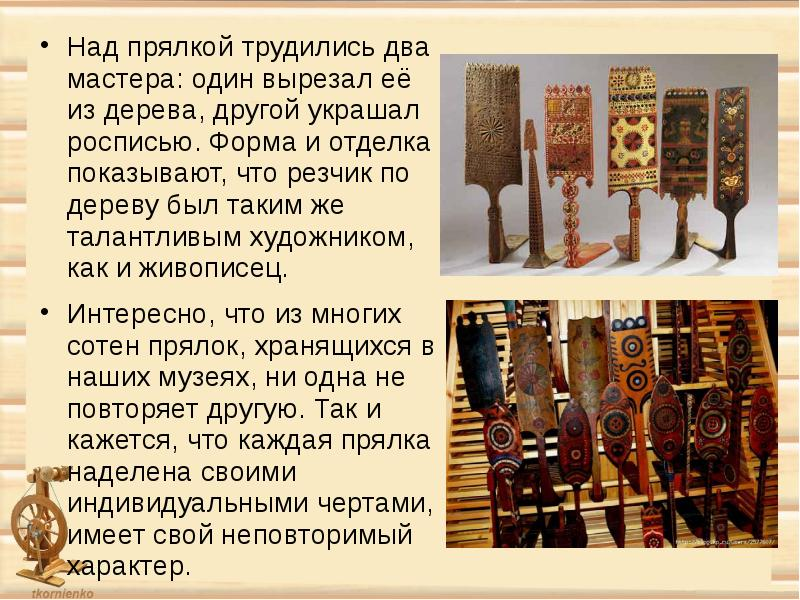 • Над прялкой трудились два
мастера: один вырезал её
из дерева, другой украшал
росписью. Форма и отделка
показывают, что резчик по
дереву был таким же
талантливым художником,
как и живописец.
• Интересно, что из многих
сотен прялок, хранящихся в
наших музеях, ни одна не
повторяет другую. Так и
кажется, что каждая прялка
наделена своими
индивидуальными чертами,
имеет свой неповторимый
характер.
tkornienko